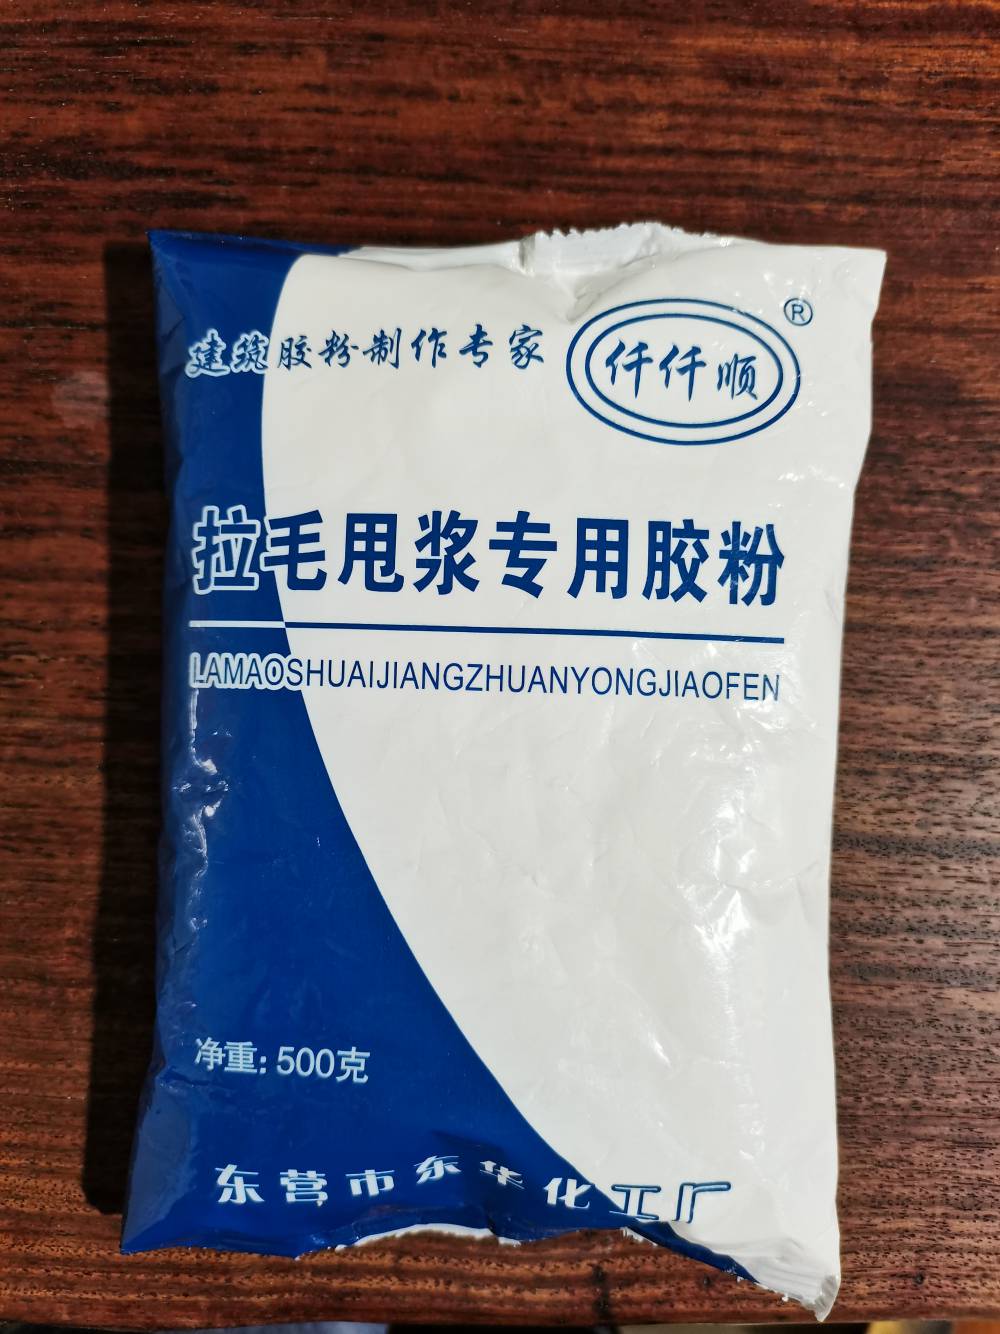 建筑胶粉制作专家
仟仟顺®
拉毛甩浆专用胶粉
LAMAOSHUAIJIANGZHUANYONGJIAOFEN
净重:500克
东营市东华化工厂